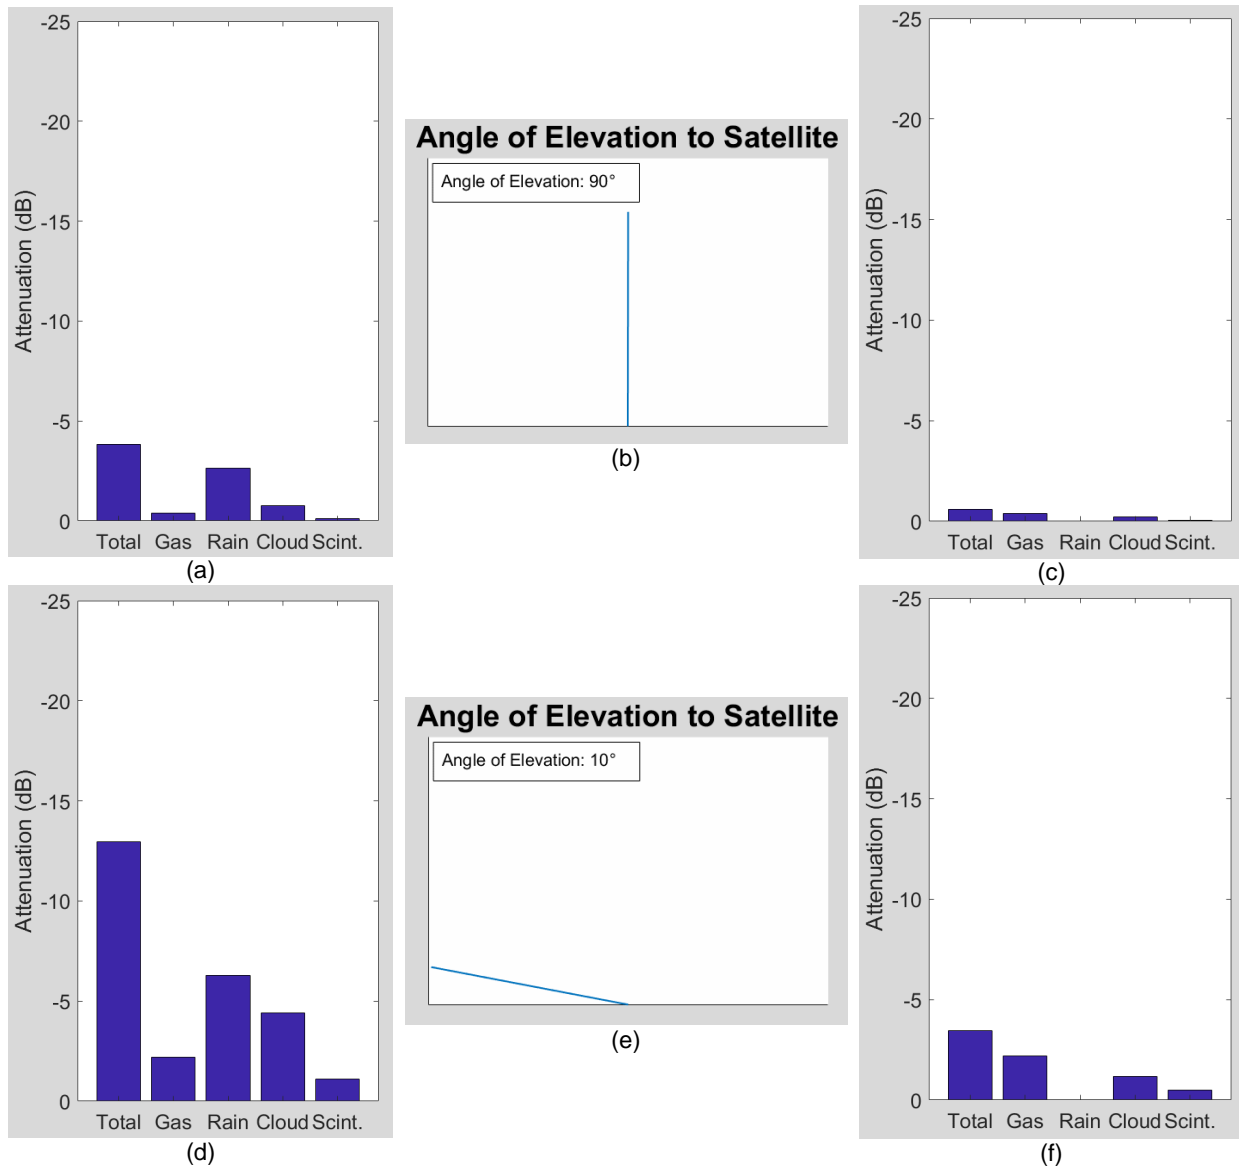 -25
-20
-15
-10
-5
0
Attenuation (dB)
Total Gas Rain Cloud Scint.
(a)
Angle of Elevation to Satellite
Angle of Elevation: 90°
(b)
-25
-20
-15
-10
-5
0
Attenuation (dB)
Total Gas Rain Cloud Scint.
(c)
-25
-20
-15
-10
-5
0
Attenuation (dB)
Total Gas Rain Cloud Scint.
(d)
Angle of Elevation to Satellite
Angle of Elevation: 10°
(e)
-25
-20
-15
-10
-5
0
Attenuation (dB)
Total Gas Rain Cloud Scint.
(f)